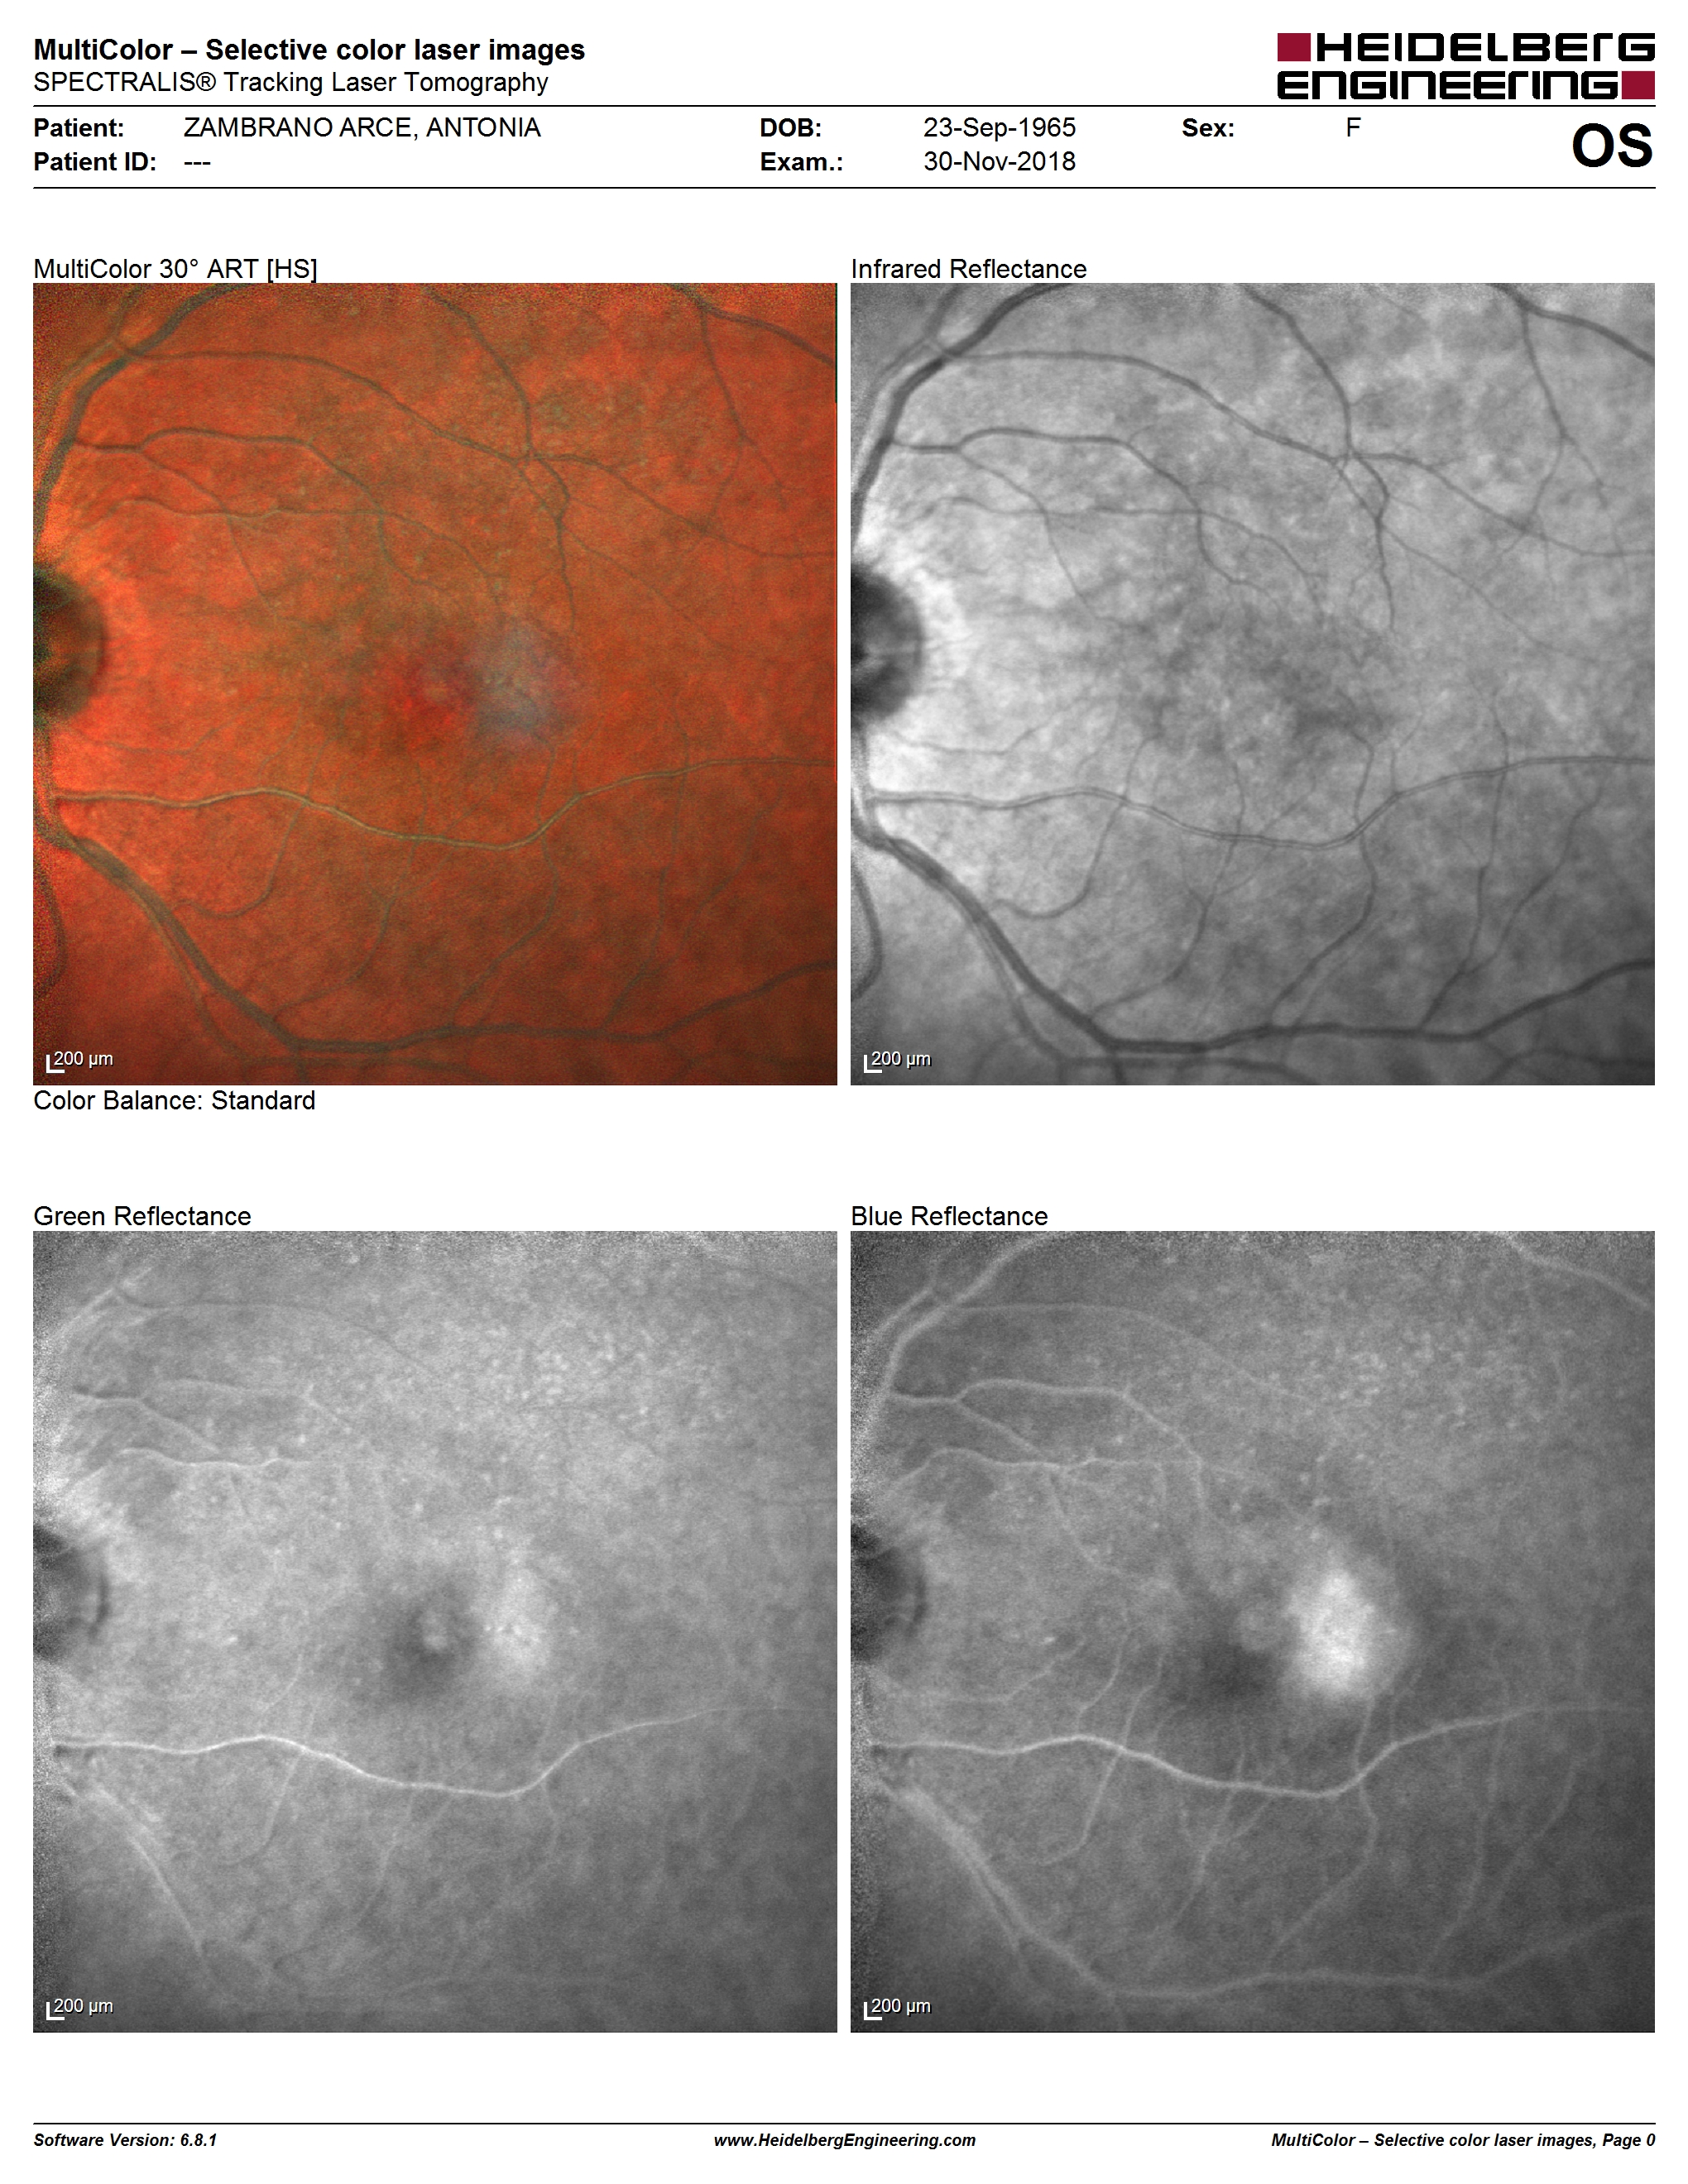 MultiColor – Selective color laser images
SPECTRALIS® Tracking Laser Tomography
HEIDELBERG
ENGINEERING
Patient: ZAMBRANO ARCE, ANTONIA DOB: 23-Sep-1965 Sex: F
Patient ID: --- Exam.: 30-Nov-2018
OS
MultiColor 30° ART [HS] Infrared Reflectance
200 µm 200 µm
Color Balance: Standard
Green Reflectance Blue Reflectance
200 µm 200 µm
Software Version: 6.8.1 www.HeidelbergEngineering.com MultiColor – Selective color laser images, Page 0